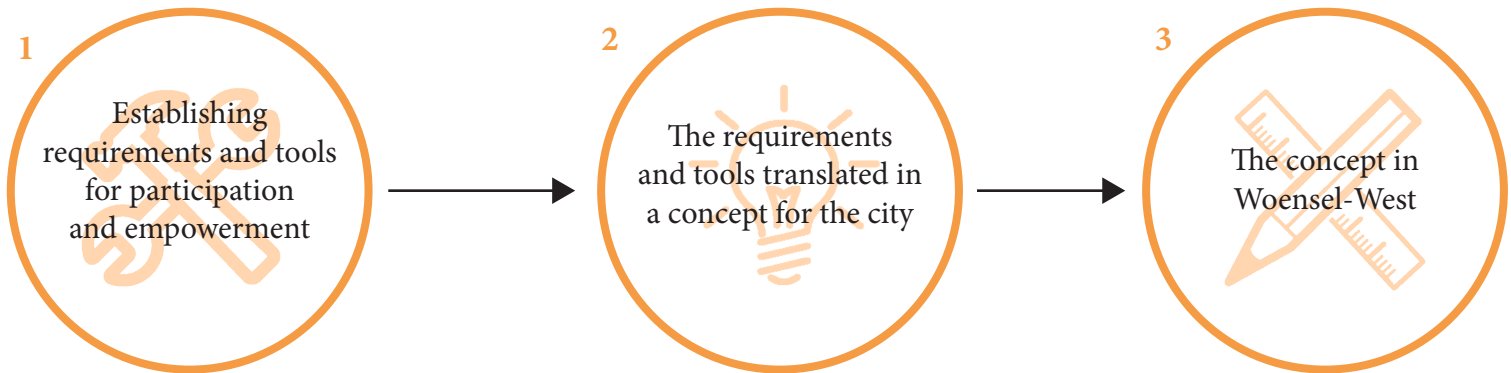 1
Establishing
requirements and tools
for participation
and empowerment
2
The requirements
and tools translated in
a concept for the city
3
The concept in
Woensel-West